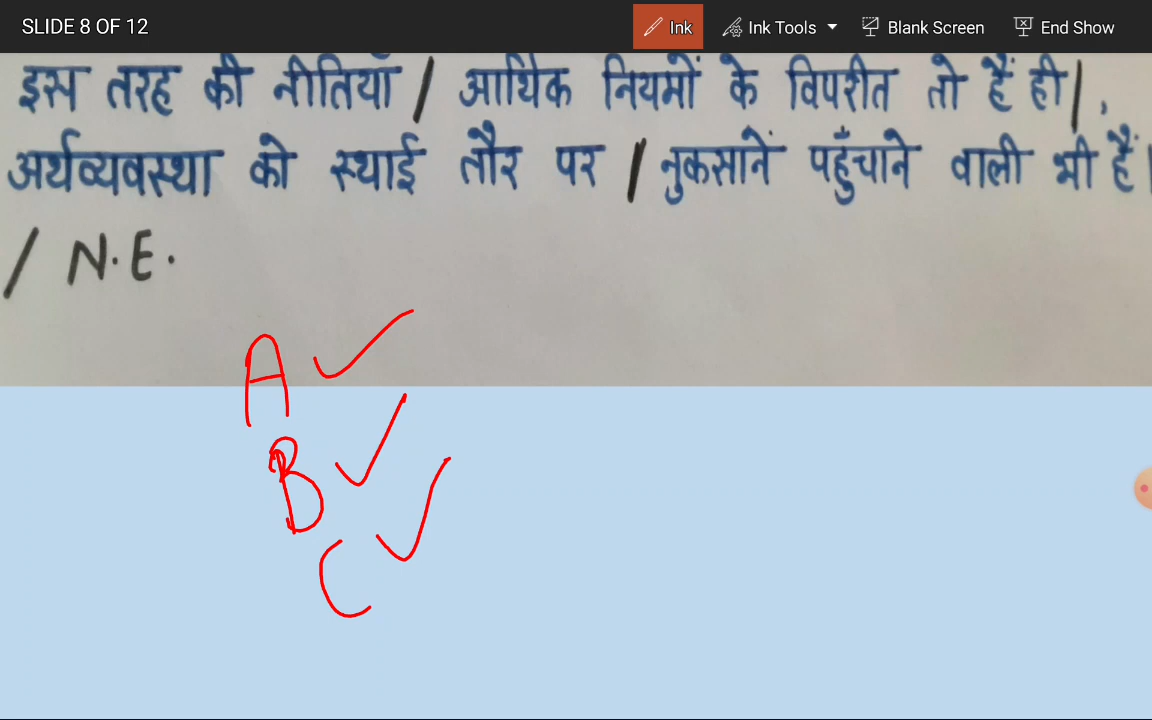 SLIDE 8 OF 12 Ink Ink Tools Blank Screen End Show
इस तरह की नीतियाँ / आर्थिक नियमों के विपरीत तो हैं ही / ,
अर्थव्यवस्था को स्थाई तौर पर / नुकसानें पहुँचाने वाली भी हैं।
/ N.E.
A ✓
B ✓
C ✓